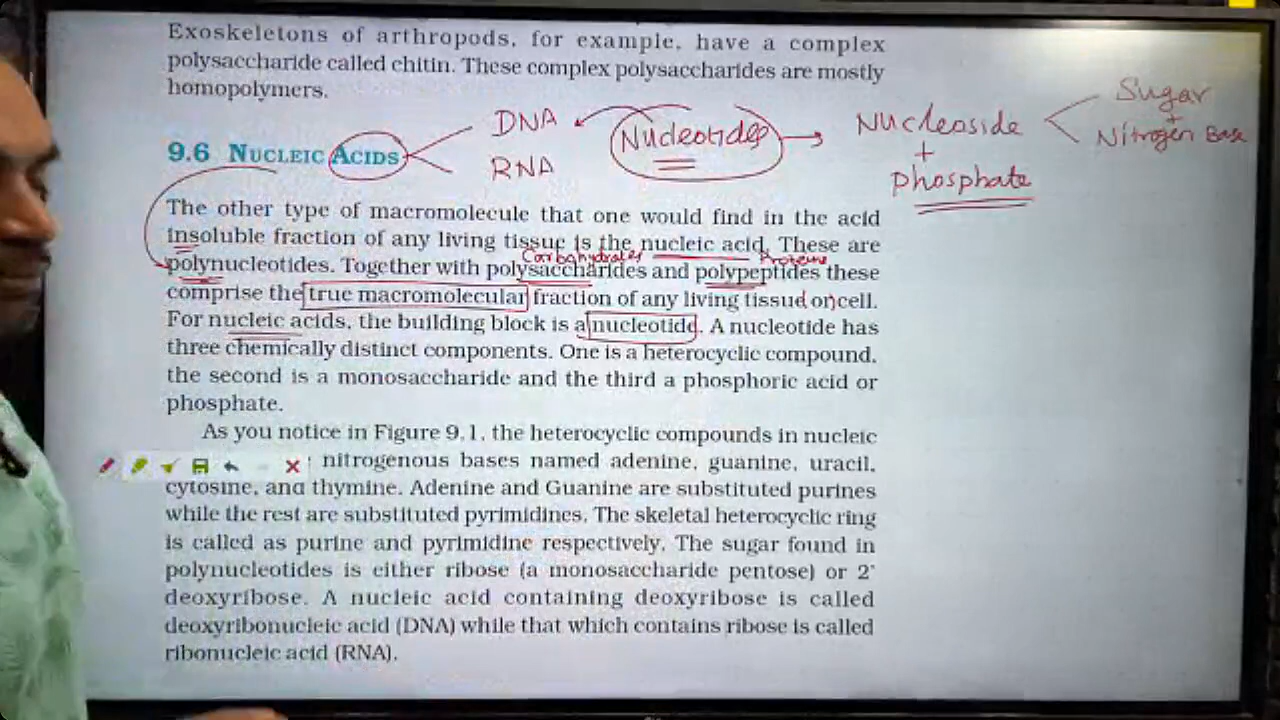 Exoskeletons of arthropods, for example, have a complex
polysaccharide called chitin. These complex polysaccharides are mostly
homopolymers.
9.6 NUCLEIC ACIDS
DNA
RNA
Nucleotides
Nucleoside
+
phosphate
Sugar
+
Nitrogen Base
The other type of macromolecule that one would find in the acid
insoluble fraction of any living tissue is the nucleic acid. These are
Carbohydrates Proteins
polynucleotides. Together with polysaccharides and polypeptides these
comprise the true macromolecular fraction of any living tissue or cell.
For nucleic acids, the building block is a nucleotide. A nucleotide has
three chemically distinct components. One is a heterocyclic compound,
the second is a monosaccharide and the third a phosphoric acid or
phosphate.
As you notice in Figure 9.1, the heterocyclic compounds in nucleic
nitrogenous bases named adenine, guanine, uracil,
cytosine, and thymine. Adenine and Guanine are substituted purines
while the rest are substituted pyrimidines. The skeletal heterocyclic ring
is called as purine and pyrimidine respectively. The sugar found in
polynucleotides is either ribose (a monosaccharide pentose) or 2'
deoxyribose. A nucleic acid containing deoxyribose is called
deoxyribonucleic acid (DNA) while that which contains ribose is called
ribonucleic acid (RNA).